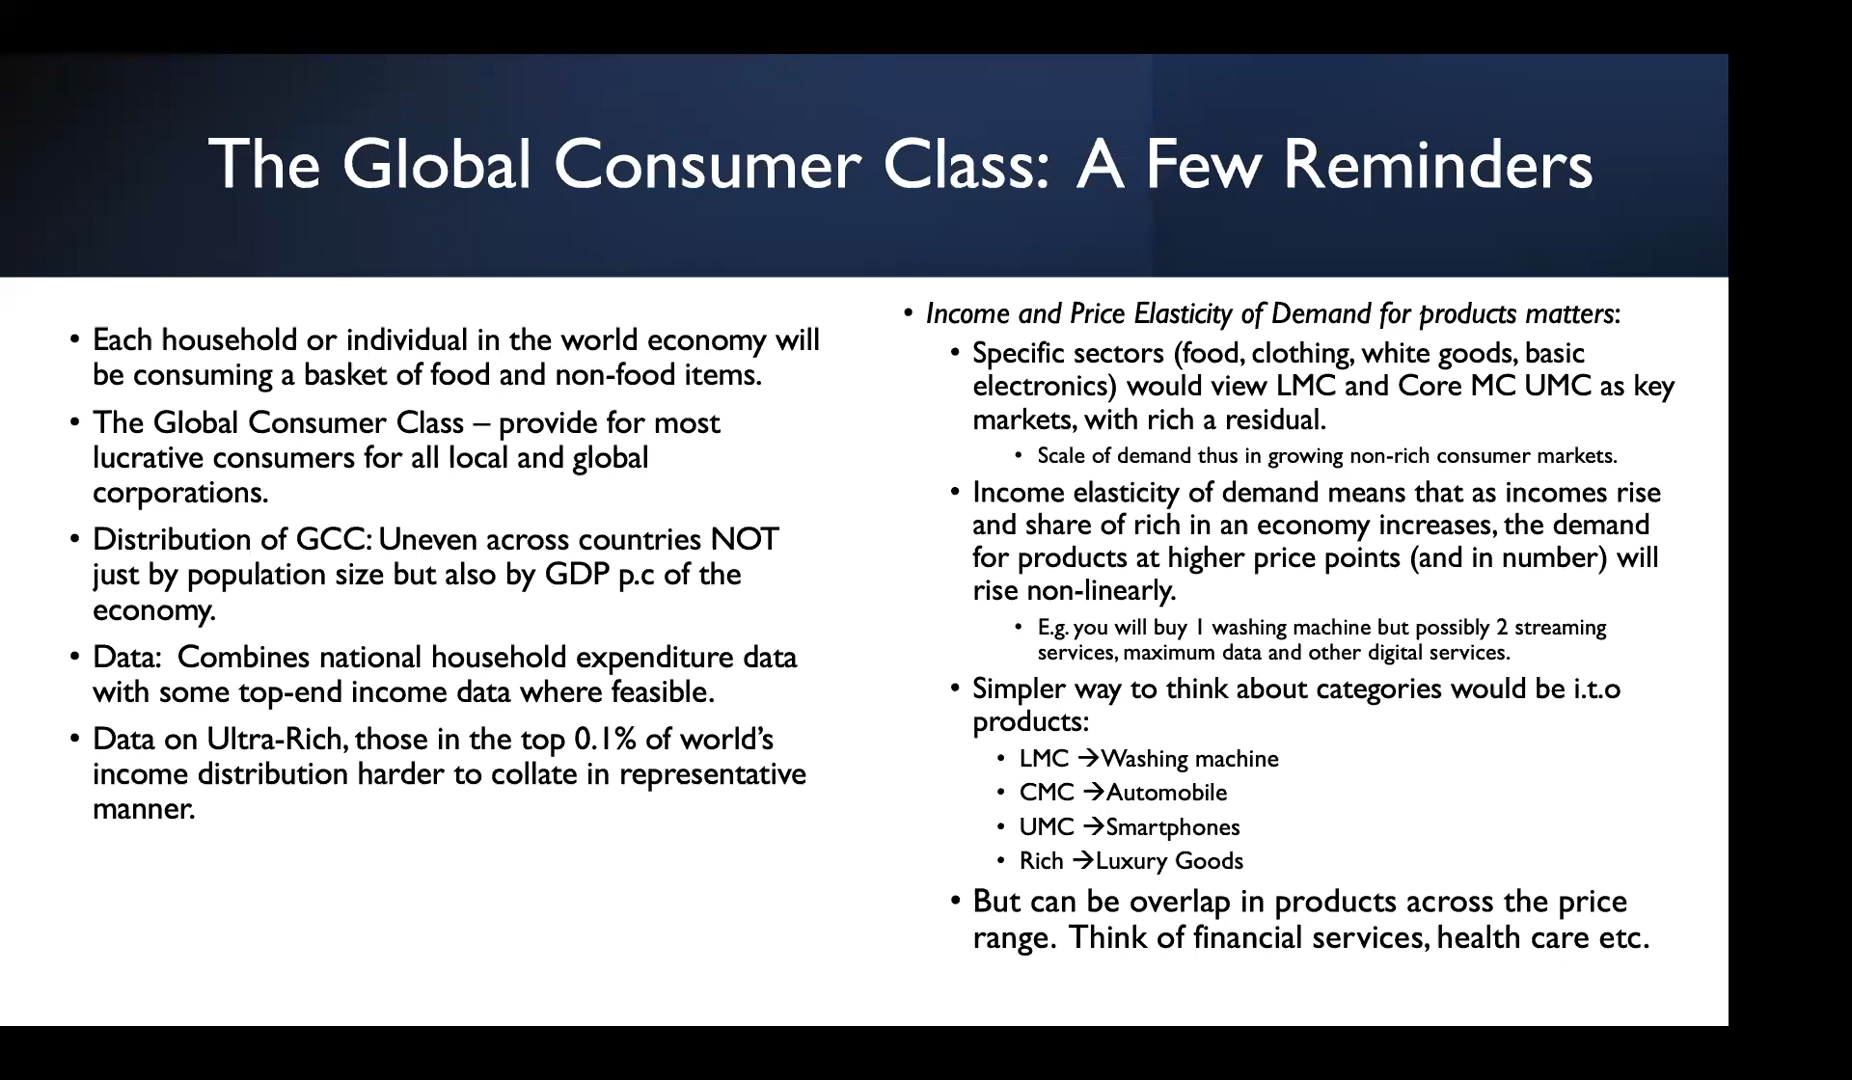 The Global Consumer Class: A Few Reminders
• Each household or individual in the world economy will
be consuming a basket of food and non-food items.
• The Global Consumer Class – provide for most
lucrative consumers for all local and global
corporations.
• Distribution of GCC: Uneven across countries NOT
just by population size but also by GDP p.c of the
economy.
• Data: Combines national household expenditure data
with some top-end income data where feasible.
• Data on Ultra-Rich, those in the top 0.1% of world's
income distribution harder to collate in representative
manner.
• Income and Price Elasticity of Demand for products matters:
• Specific sectors (food, clothing, white goods, basic
electronics) would view LMC and Core MC UMC as key
markets, with rich a residual.
• Scale of demand thus in growing non-rich consumer markets.
• Income elasticity of demand means that as incomes rise
and share of rich in an economy increases, the demand
for products at higher price points (and in number) will
rise non-linearly.
• E.g. you will buy 1 washing machine but possibly 2 streaming
services, maximum data and other digital services.
• Simpler way to think about categories would be i.t.o
products:
• LMC →Washing machine
• CMC →Automobile
• UMC →Smartphones
• Rich →Luxury Goods
• But can be overlap in products across the price
range. Think of financial services, health care etc.